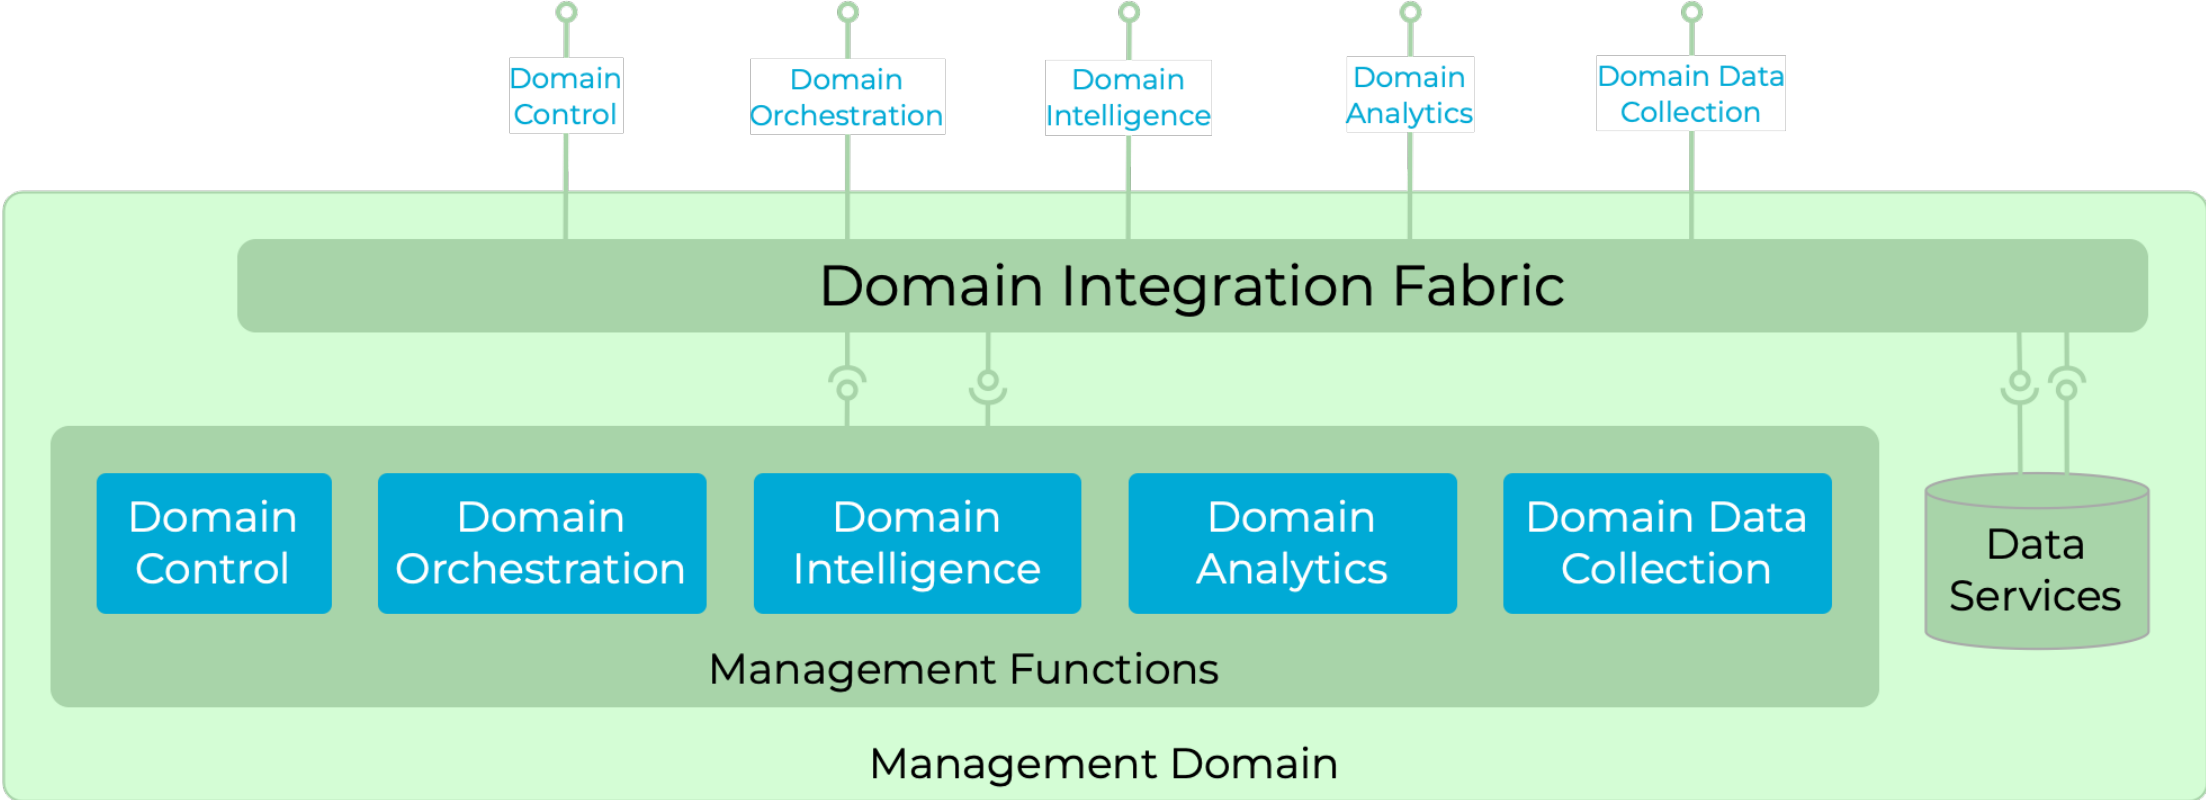 Domain
Control
Domain
Orchestration
Domain
Intelligence
Domain
Analytics
Domain Data
Collection
Domain Integration Fabric
Domain
Control
Domain
Orchestration
Domain
Intelligence
Domain
Analytics
Domain Data
Collection
Data
Services
Management Functions
Management Domain